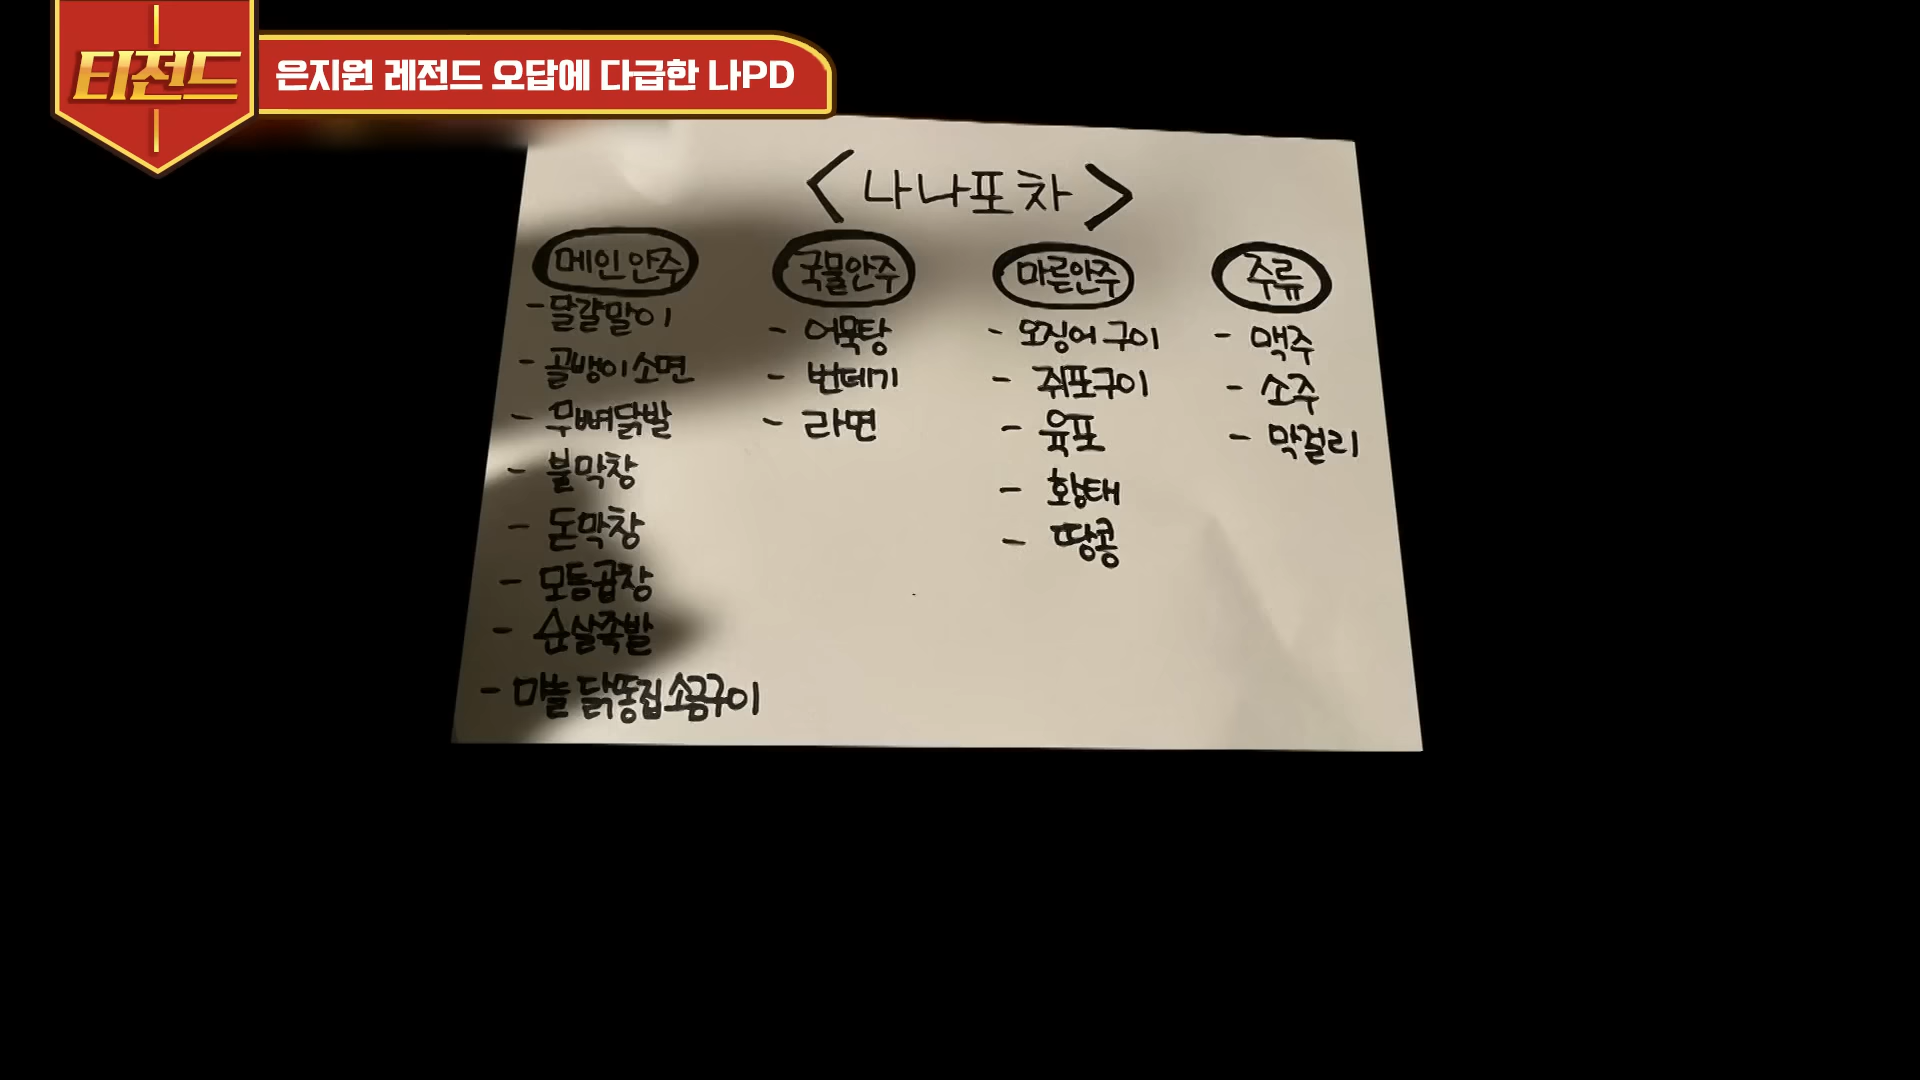 티전드
은지원 레전드 오답에 다급한 나PD
<나나포차>
메인안주
- 달걀말이
- 골뱅이소면
- 무뼈닭발
- 불막창
- 돈막창
- 모둠곱창
- 순살족발
- 마늘 닭똥집 소금구이
국물안주
- 어묵탕
- 번데기
- 라면
마른안주
- 오징어 구이
- 쥐포구이
- 육포
- 황태
- 땅콩
주류
- 맥주
- 소주
- 막걸리